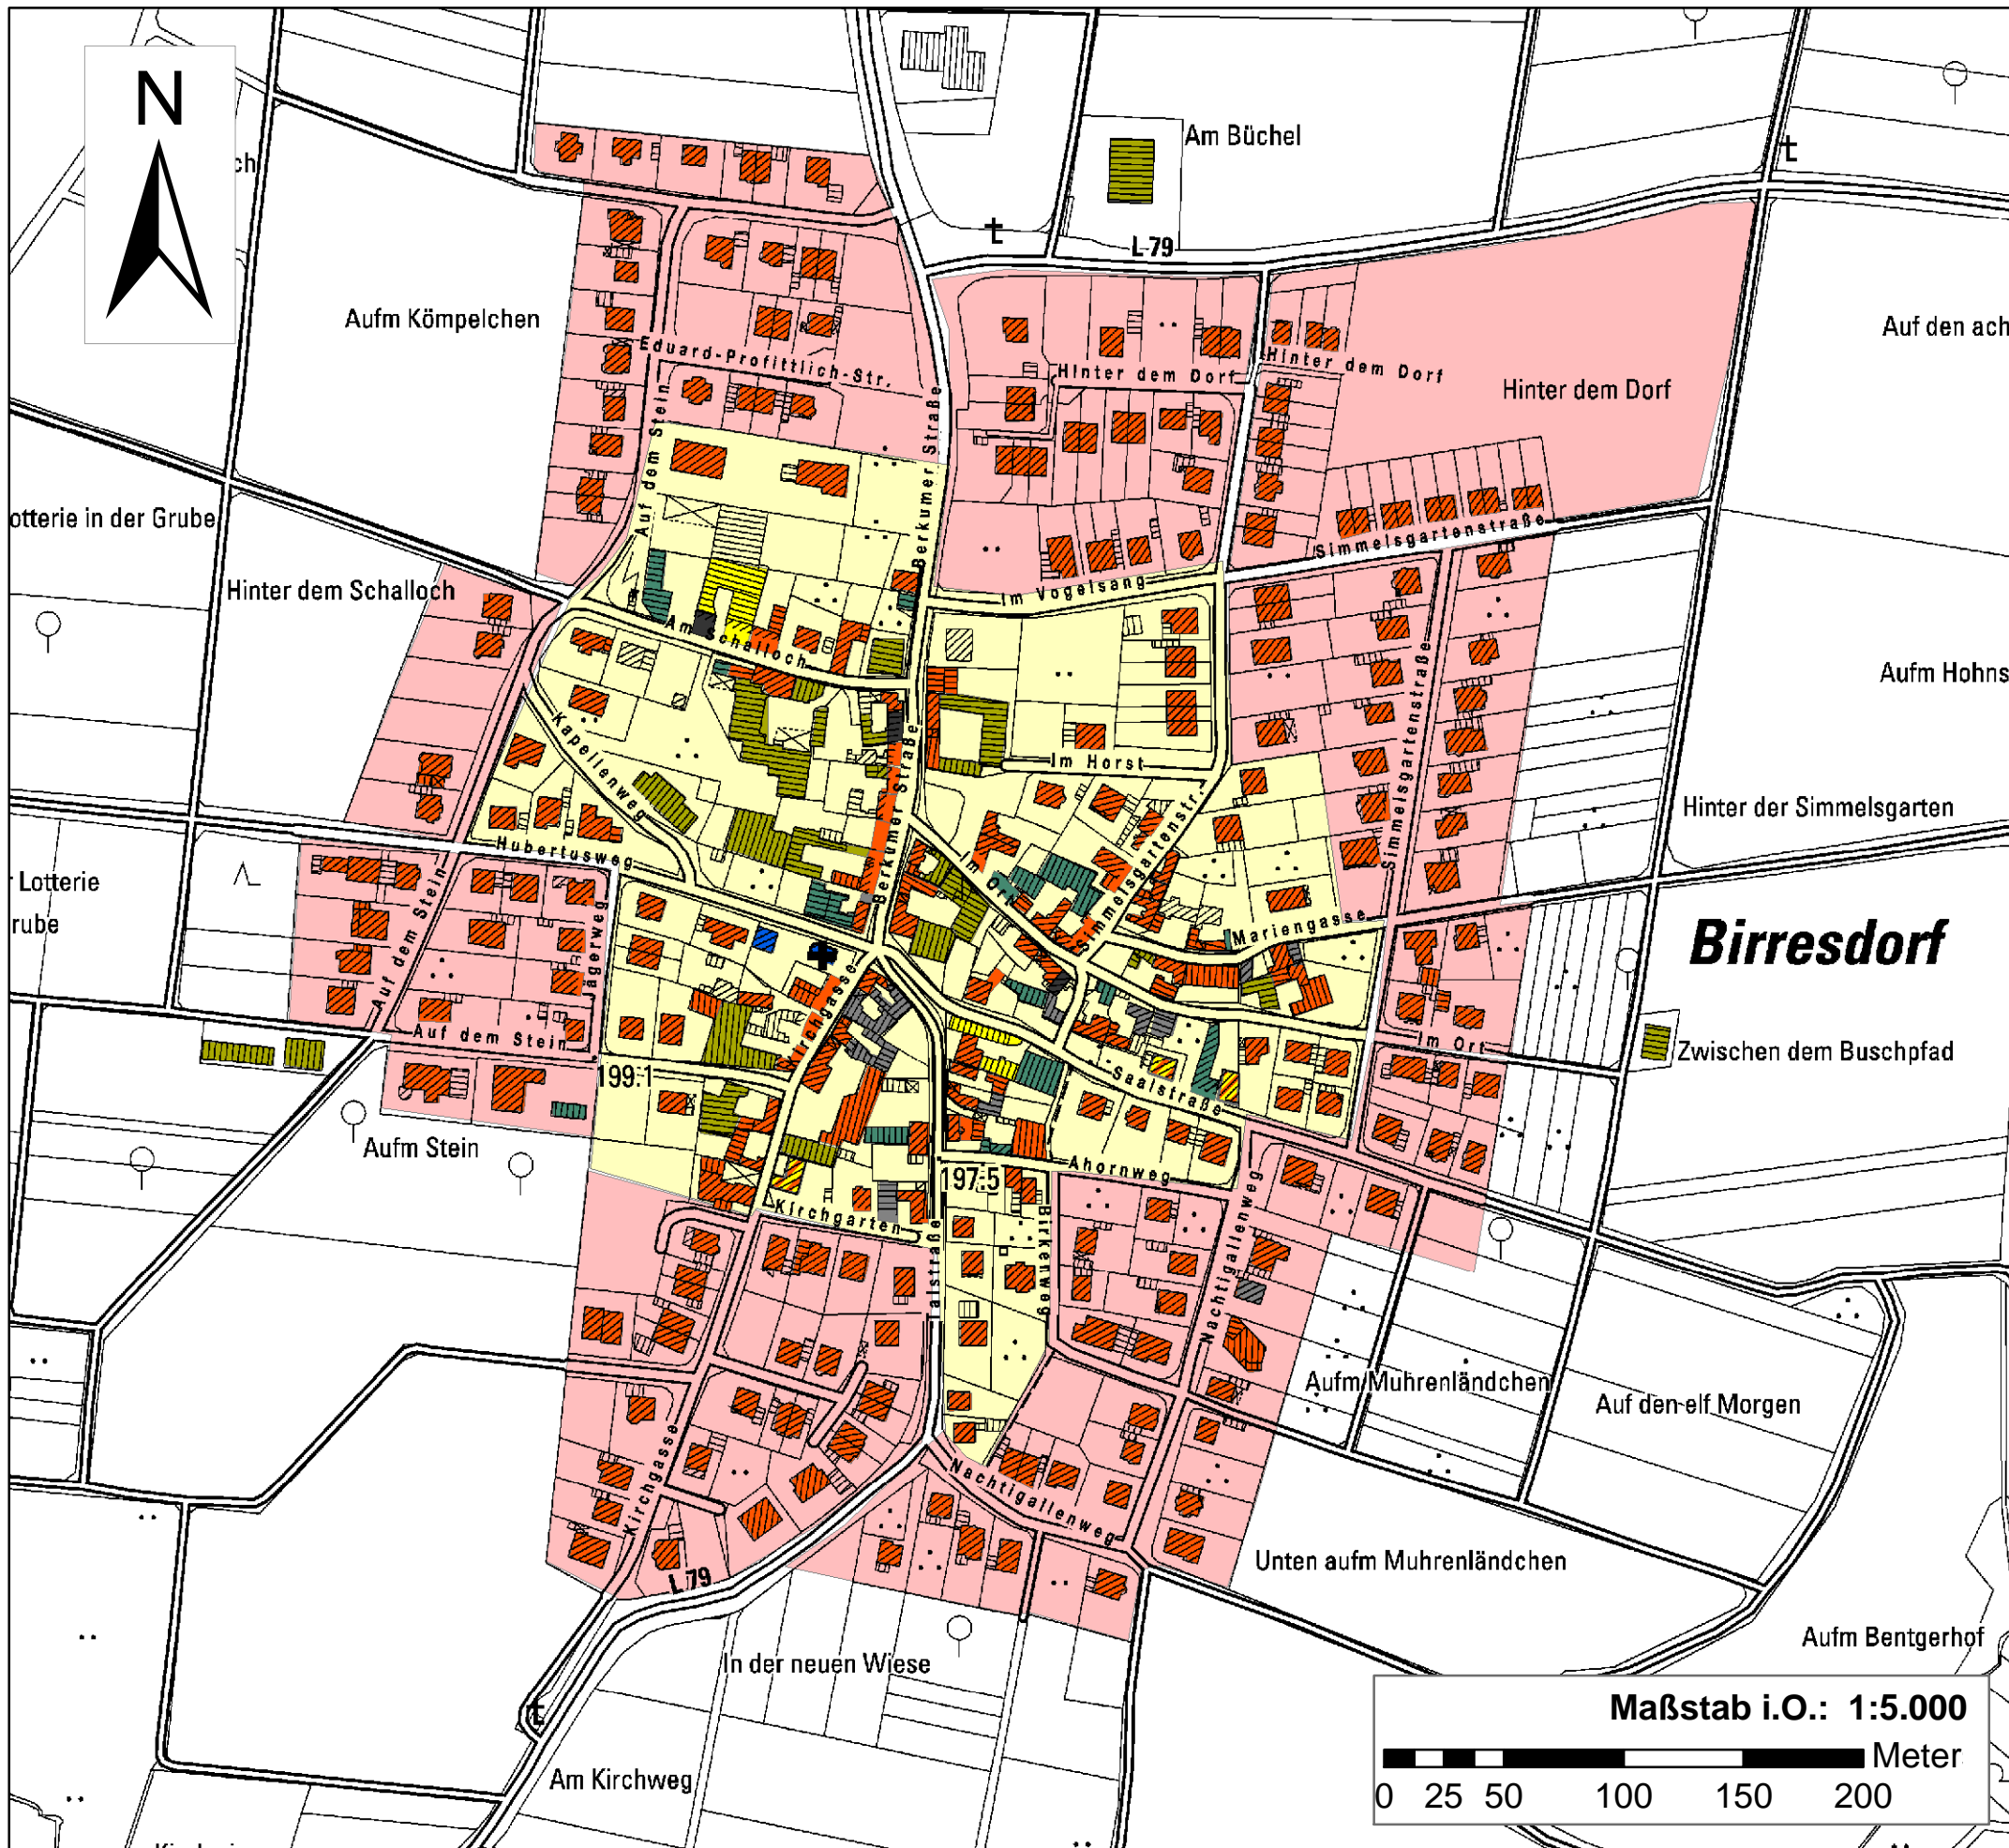 N
ch
Am Büchel
L 79
Aufm Kömpelchen
Auf den ach
Eduard-Profittlich-Str.
Hinter dem Dorf
Hinter dem Dorf
Hinter dem Dorf
Auf dem Stein
Berkumer Straße
otterie in der Grube
Simmelsgartenstraße
Hinter dem Schalloch
Im Vogelsang
Am Schalloch
Aufm Hohns
Kapellenweg
Berkumer Straße
Im Horst
Simmelsgartenstr.
Simmelsgartenstraße
Hinter der Simmelsgarten
Hubertusweg
Im Ort
Lotterie
rube
Auf dem Stein
Jägerweg
Mariengasse
Birresdorf
Kirchgasse
Auf dem Stein
Im Ort
Zwischen dem Buschpfad
199.1
Saalstraße
Aufm Stein
Ahornweg
197.5
Kirchgarten
Talstraße
Birkenweg
Nachtigallenweg
Aufm Muhrenländchen
Auf den elf Morgen
Kirchgasse
Nachtigallenweg
Unten aufm Muhrenländchen
L 79
In der neuen Wiese
Aufm Bentgerhof
Am Kirchweg
Maßstab i.O.: 1:5.000
Meter
0 25 50 100 150 200